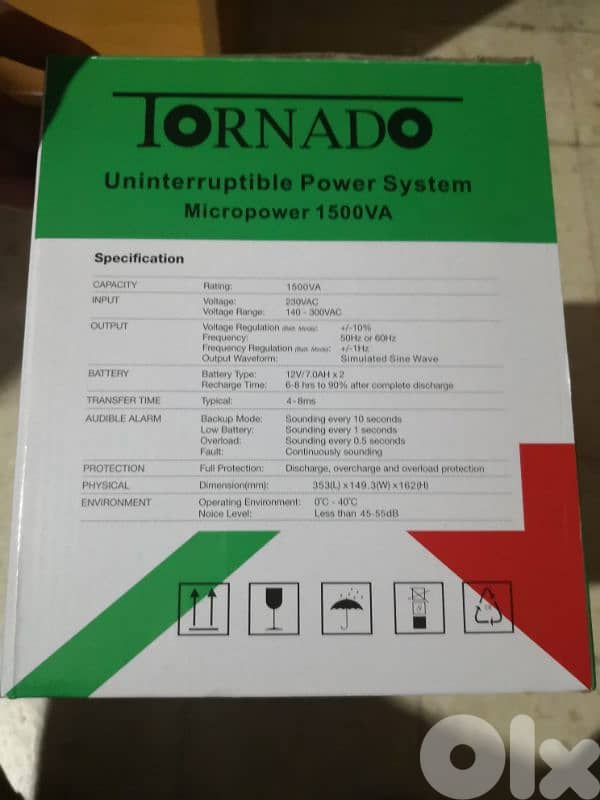 TORNADO
Uninterruptible Power System
Micropower 1500VA
Specification
CAPACITY Rating: 1500VA
INPUT Voltage: 230VAC
Voltage Range: 140 - 300VAC
OUTPUT Voltage Regulation (Batt. Mode): +/-10%
Frequency: 50Hz or 60Hz
Frequency Regulation (Batt. Mode): +/-1Hz
Output Waveform: Simulated Sine Wave
BATTERY Battery Type: 12V/7.0AH x 2
Recharge Time: 6-8 hrs to 90% after complete discharge
TRANSFER TIME Typical: 4-8ms
AUDIBLE ALARM Backup Mode: Sounding every 10 seconds
Low Battery: Sounding every 1 seconds
Overload: Sounding every 0.5 seconds
Fault: Continuously sounding
PROTECTION Full Protection: Discharge, overcharge and overload protection
PHYSICAL Dimension(mm): 353(L) x 149.3(W) x 162(H)
ENVIRONMENT Operating Environment: 0°C - 40°C
Noice Level: Less than 45-55dB
OLX